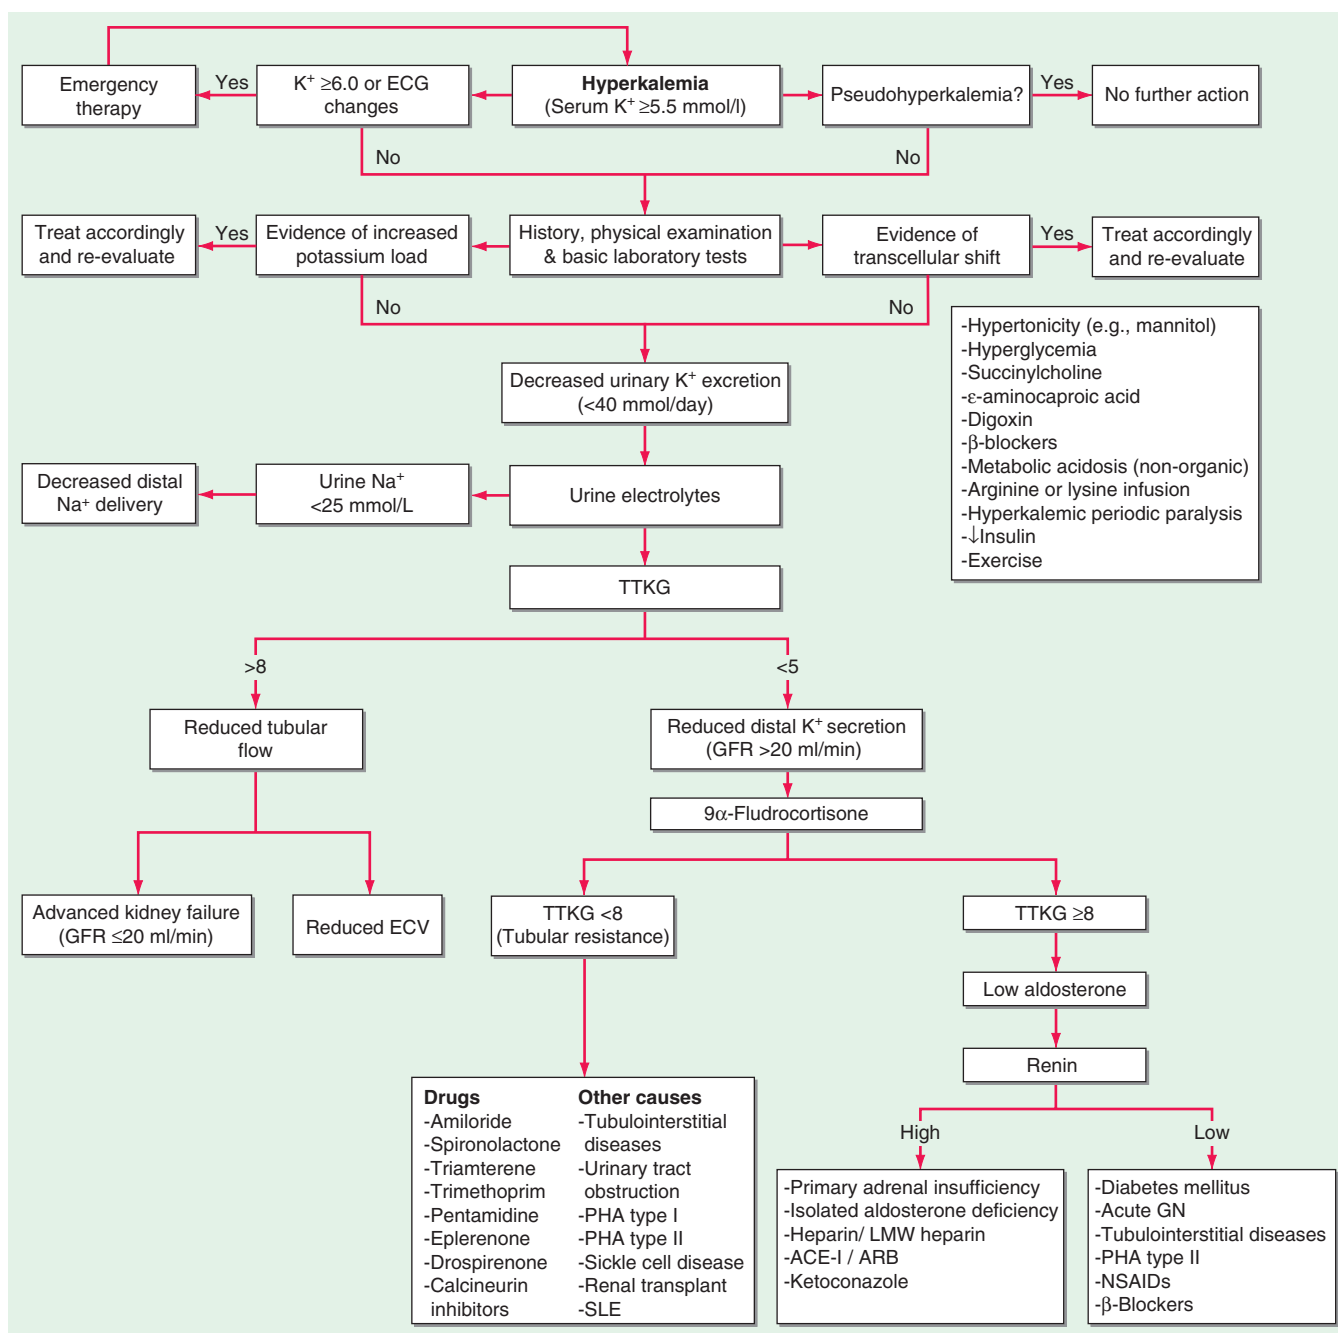 Emergency
therapy
Yes
K⁺ ≥6.0 or ECG
changes
Hyperkalemia
(Serum K⁺ ≥5.5 mmol/l)
Pseudohyperkalemia?
Yes
No further action
No
No
Treat accordingly
and re-evaluate
Yes
Evidence of increased
potassium load
History, physical examination
& basic laboratory tests
Evidence of
transcellular shift
Yes
Treat accordingly
and re-evaluate
No
No
-Hypertonicity (e.g., mannitol)
-Hyperglycemia
-Succinylcholine
-ε-aminocaproic acid
-Digoxin
-β-blockers
-Metabolic acidosis (non-organic)
-Arginine or lysine infusion
-Hyperkalemic periodic paralysis
-↓Insulin
-Exercise
Decreased urinary K⁺ excretion
(<40 mmol/day)
Decreased distal
Na⁺ delivery
Urine Na⁺
<25 mmol/L
Urine electrolytes
TTKG
>8
<5
Reduced tubular
flow
Reduced distal K⁺ secretion
(GFR >20 ml/min)
9α-Fludrocortisone
Advanced kidney failure
(GFR ≤20 ml/min)
Reduced ECV
TTKG <8
(Tubular resistance)
TTKG ≥8
Low aldosterone
Renin
High
Low
Drugs
-Amiloride
-Spironolactone
-Triamterene
-Trimethoprim
-Pentamidine
-Eplerenone
-Drospirenone
-Calcineurin
inhibitors
Other causes
-Tubulointerstitial
diseases
-Urinary tract
obstruction
-PHA type I
-PHA type II
-Sickle cell disease
-Renal transplant
-SLE
-Primary adrenal insufficiency
-Isolated aldosterone deficiency
-Heparin/ LMW heparin
-ACE-I / ARB
-Ketoconazole
-Diabetes mellitus
-Acute GN
-Tubulointerstitial diseases
-PHA type II
-NSAIDs
-β-Blockers